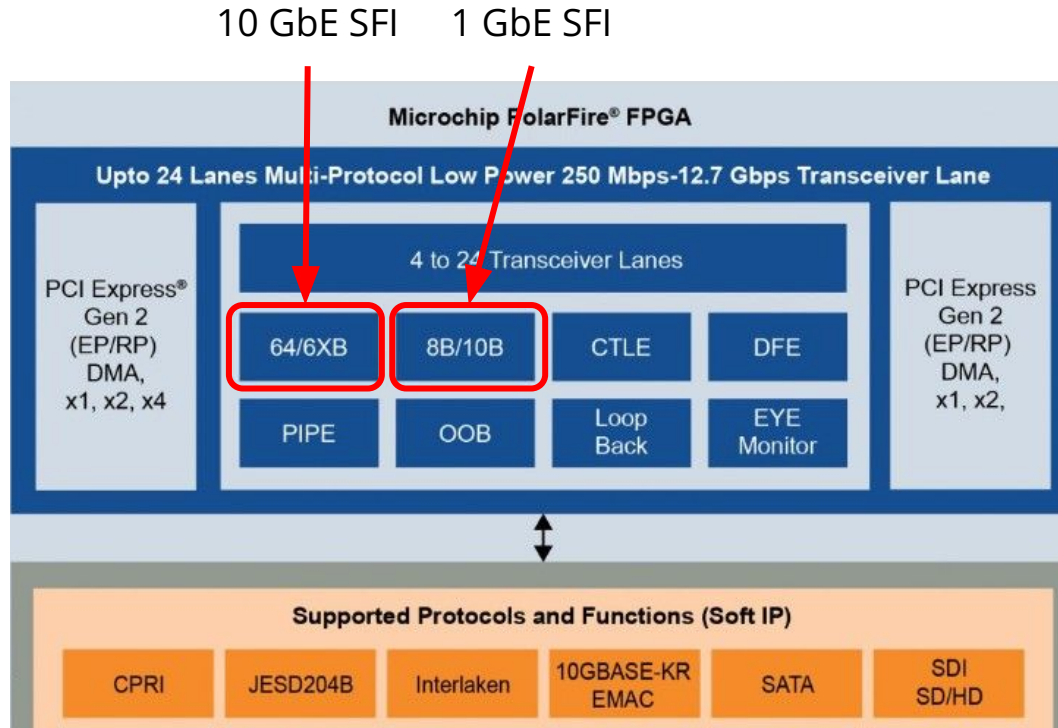 10 GbE SFI 1 GbE SFI
Microchip PolarFire® FPGA
Upto 24 Lanes Multi-Protocol Low Power 250 Mbps-12.7 Gbps Transceiver Lane
PCI Express®
Gen 2
(EP/RP)
DMA,
x1, x2, x4
4 to 24 Transceiver Lanes
64/6XB
8B/10B
CTLE
DFE
PIPE
OOB
Loop
Back
EYE
Monitor
PCI Express
Gen 2
(EP/RP)
DMA,
x1, x2,
Supported Protocols and Functions (Soft IP)
CPRI
JESD204B
Interlaken
10GBASE-KR
EMAC
SATA
SDI
SD/HD